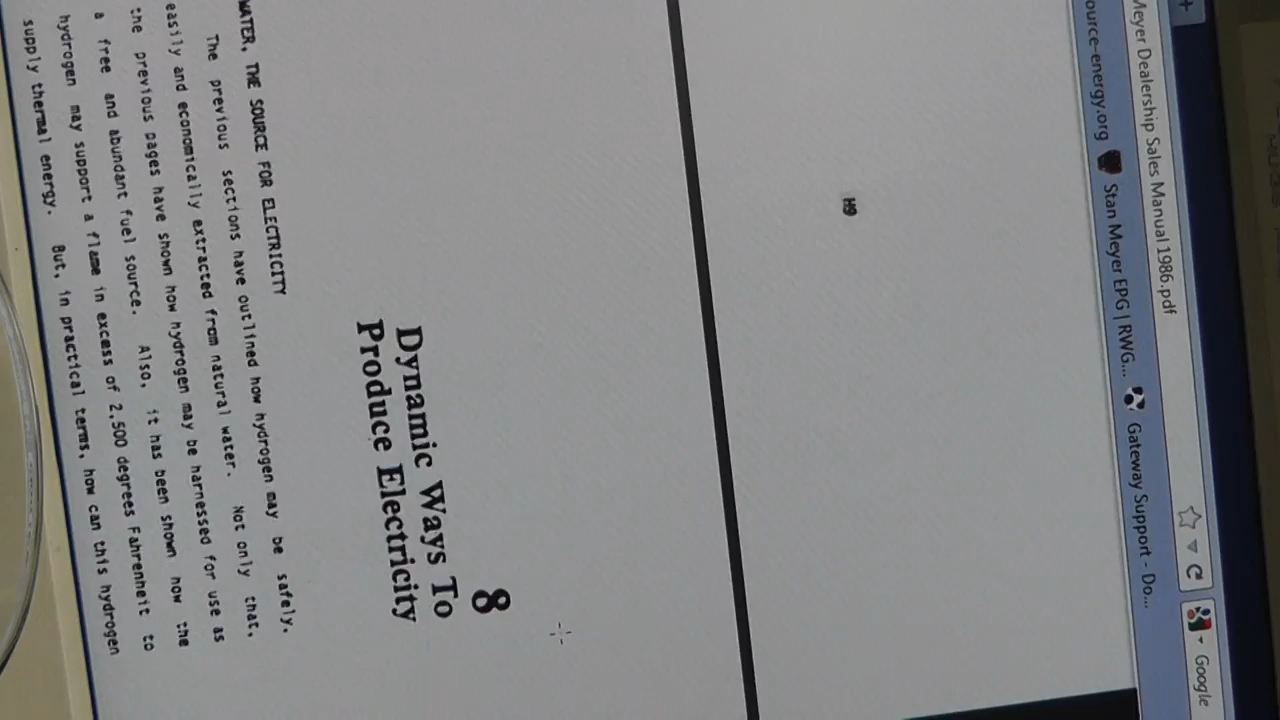 +
Meyer Dealership Sales Manual 1986.pdf
Google
ource-energy.org Stan Meyer EPG | RWG... Gateway Support - Do...
H9
8
Dynamic Ways To
Produce Electricity
WATER, THE SOURCE FOR ELECTRICITY
The previous sections have outlined how hydrogen may be safely,
easily and economically extracted from natural water. Not only that,
the previous pages have shown how hydrogen may be harnessed for use as
a free and abundant fuel source. Also, it has been shown how the
hydrogen may support a flame in excess of 2,500 degrees Fahrenheit to
supply thermal energy. But, in practical terms, how can this hydrogen